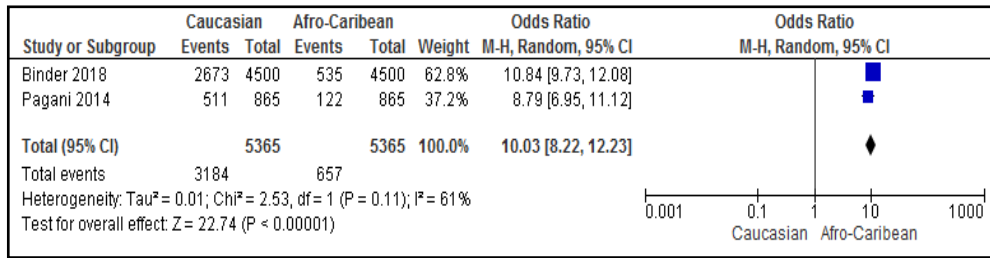 Caucasian Afro-Caribean Odds Ratio Odds Ratio
Study or Subgroup Events Total Events Total Weight M-H, Random, 95% CI M-H, Random, 95% CI
Binder 2018 2673 4500 535 4500 62.8% 10.84 [9.73, 12.08]
Pagani 2014 511 865 122 865 37.2% 8.79 [6.95, 11.12]
Total (95% CI) 5365 5365 100.0% 10.03 [8.22, 12.23]
Total events 3184 657
Heterogeneity: Tau² = 0.01; Chi² = 2.53, df = 1 (P = 0.11); I² = 61%
Test for overall effect: Z = 22.74 (P < 0.00001)
0.001 0.1 1 10 1000
Caucasian Afro-Caribean